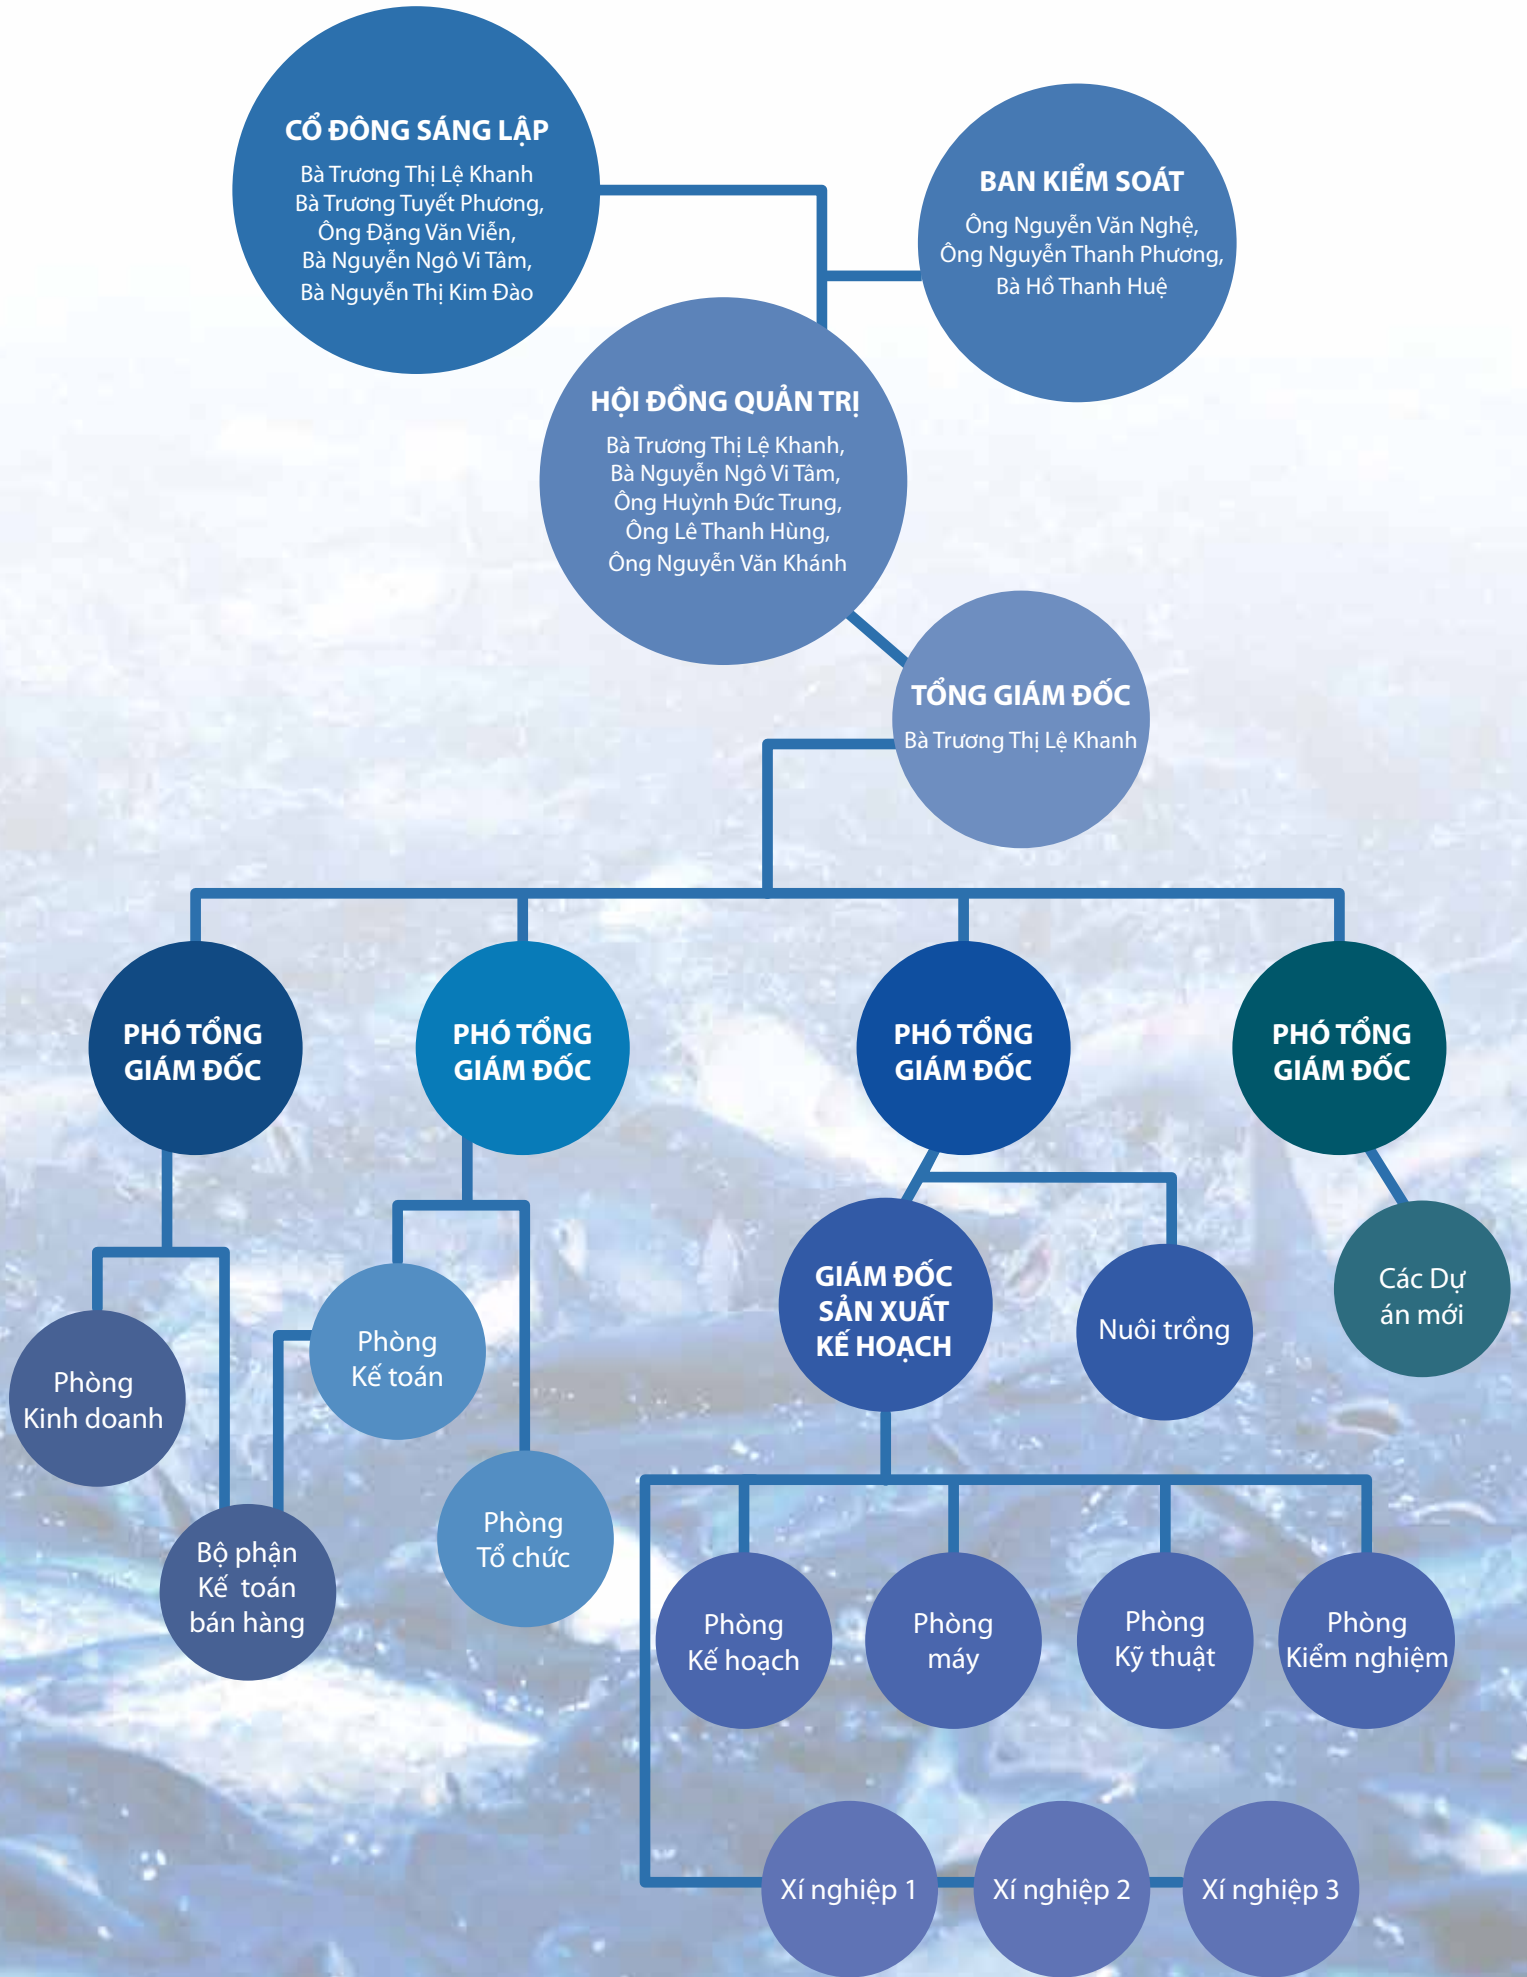 CỔ ĐÔNG SÁNG LẬP
Bà Trương Thị Lệ Khanh
Bà Trương Tuyết Phương,
Ông Đặng Văn Viễn,
Bà Nguyễn Ngô Vi Tâm,
Bà Nguyễn Thị Kim Đào
BAN KIỂM SOÁT
Ông Nguyễn Văn Nghệ,
Ông Nguyễn Thanh Phương,
Bà Hồ Thanh Huệ
HỘI ĐỒNG QUẢN TRỊ
Bà Trương Thị Lệ Khanh,
Bà Nguyễn Ngô Vi Tâm,
Ông Huỳnh Đức Trung,
Ông Lê Thanh Hùng,
Ông Nguyễn Văn Khánh
TỔNG GIÁM ĐỐC
Bà Trương Thị Lệ Khanh
PHÓ TỔNG
GIÁM ĐỐC
PHÓ TỔNG
GIÁM ĐỐC
PHÓ TỔNG
GIÁM ĐỐC
PHÓ TỔNG
GIÁM ĐỐC
Phòng
Kinh doanh
Bộ phận
Kế toán
bán hàng
Phòng
Kế toán
Phòng
Tổ chức
GIÁM ĐỐC
SẢN XUẤT
KẾ HOẠCH
Nuôi trồng
Các Dự
án mới
Phòng
Kế hoạch
Phòng
máy
Phòng
Kỹ thuật
Phòng
Kiểm nghiệm
Xí nghiệp 1
Xí nghiệp 2
Xí nghiệp 3